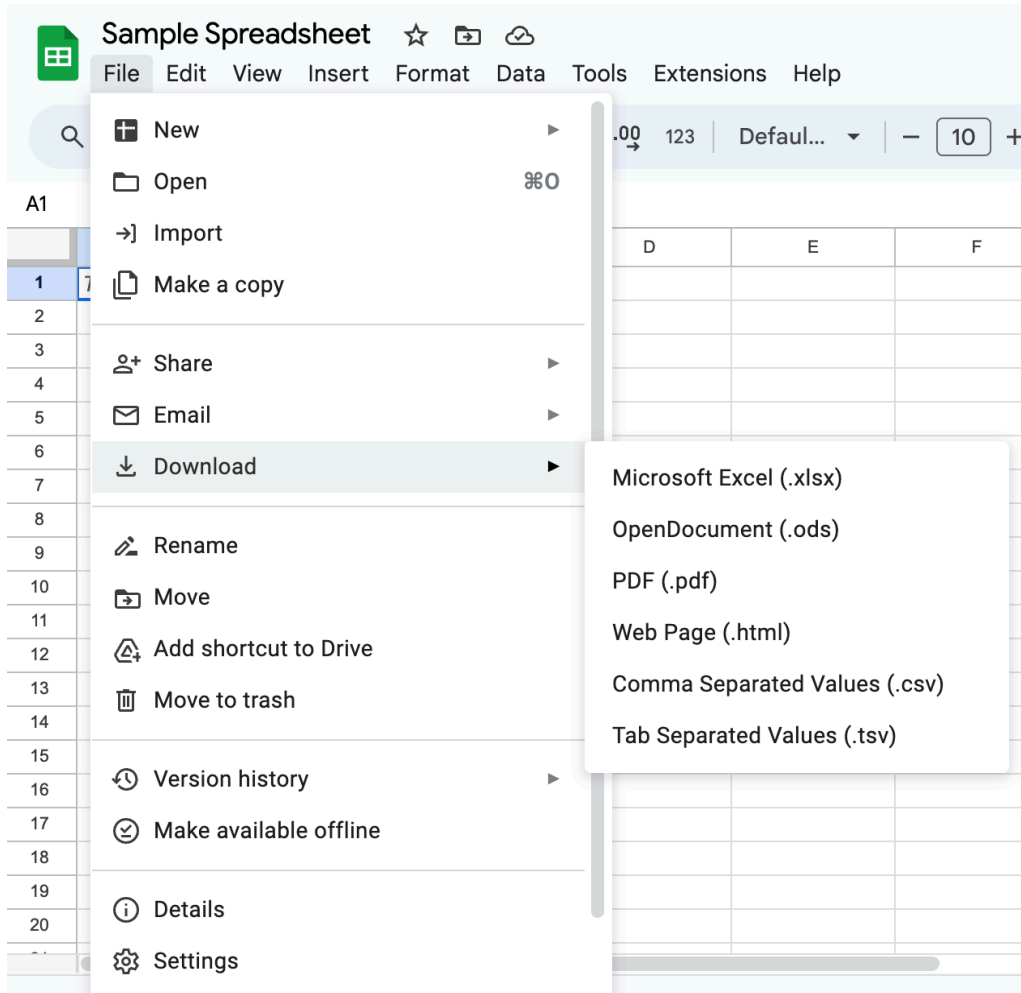 Sample Spreadsheet
File Edit View Insert Format Data Tools Extensions Help
.00 123 Defaul... 10
A1
D E F
New
Open ⌘O
Import
Make a copy
Share
Email
Download
Rename
Move
Add shortcut to Drive
Move to trash
Version history
Make available offline
Details
Settings
Microsoft Excel (.xlsx)
OpenDocument (.ods)
PDF (.pdf)
Web Page (.html)
Comma Separated Values (.csv)
Tab Separated Values (.tsv)
1
2
3
4
5
6
7
8
9
10
11
12
13
14
15
16
17
18
19
20